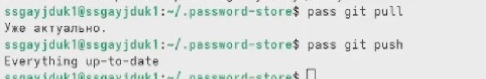 ssgayjduk1@ssgayjduk1:~/.password-store$ pass git pull
Уже актуально.
ssgayjduk1@ssgayjduk1:~/.password-store$ pass git push
Everything up-to-date
ssgayjduk1@ssgayjduk1:~/.password-store$